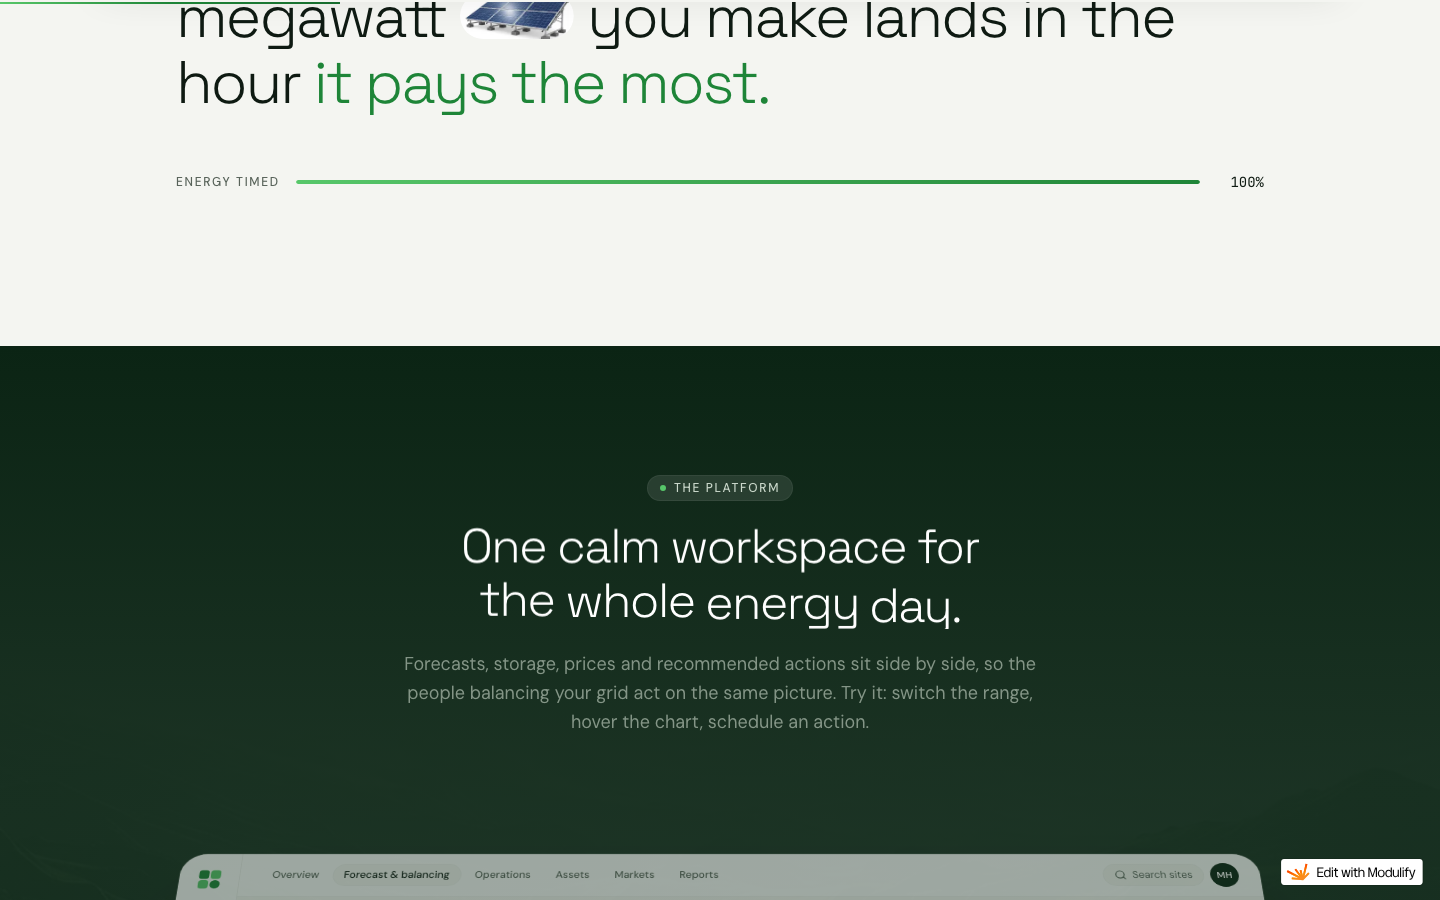 megawatt you make lands in the
hour it pays the most.
ENERGY TIMED 100%
THE PLATFORM
One calm workspace for
the whole energy day.
Forecasts, storage, prices and recommended actions sit side by side, so the
people balancing your grid act on the same picture. Try it: switch the range,
hover the chart, schedule an action.
Overview Forecast & balancing Operations Assets Markets Reports Search sites MH
Edit with Modulify